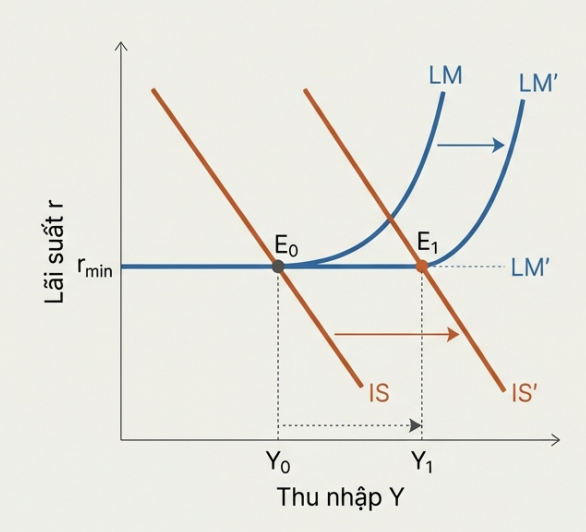 LM
LM’
Lãi suất r
E₀
E₁
r_min
LM’
IS
IS’
Y₀
Y₁
Thu nhập Y